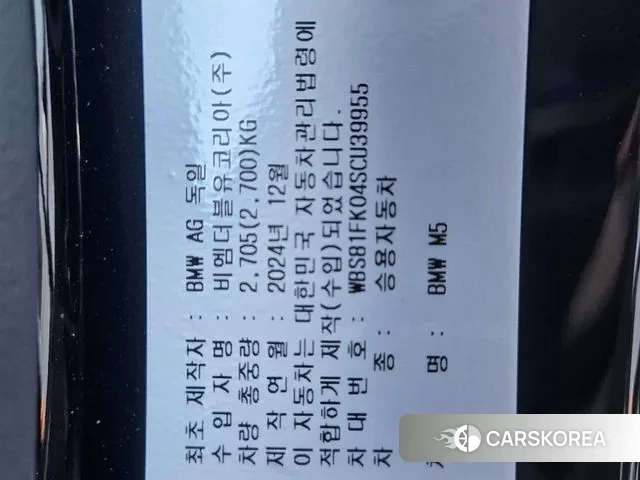 최초 제작자 : BMW AG 독일
수 입 자 명 : 비엠더블유코리아(주)
차량 총중량 : 2,705(2,700)KG
제 작 연 월 : 2024년 12월
이 자동차는 대한민국 자동차관리법령에
적합하게 제작(수입)되었습니다.
차 대 번 호 : WBS81FK04SCU39955
차 종 : 승용자동차
명 : BMW M5
CARSKOREA